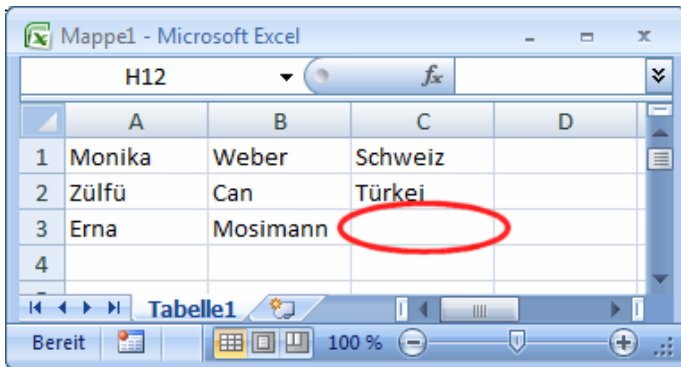 Mappe1 - Microsoft Excel
H12 fx
A B C D
1 Monika Weber Schweiz
2 Zülfü Can Türkei
3 Erna Mosimann
4
Tabelle1
Bereit 100 %